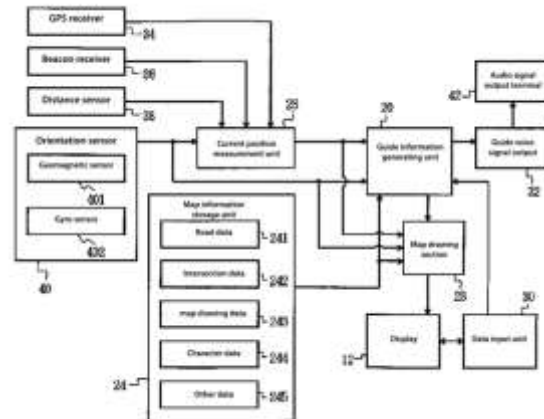 GPS receiver
34
Beacon receiver
36
Distance sensor
38
Orientation sensor
Geomagnetic sensor
401
Gyro sensor
402
40
Current position
measurement unit
25
Map information
storage unit
Road data
241
Intersection data
242
map drawing data
243
Character data
244
Other data
245
24
Guide information
generating unit
20
Map drawing
section
28
Display
12
Data input unit
30
Audio signal
output terminal
42
Guide voice
signal output
32